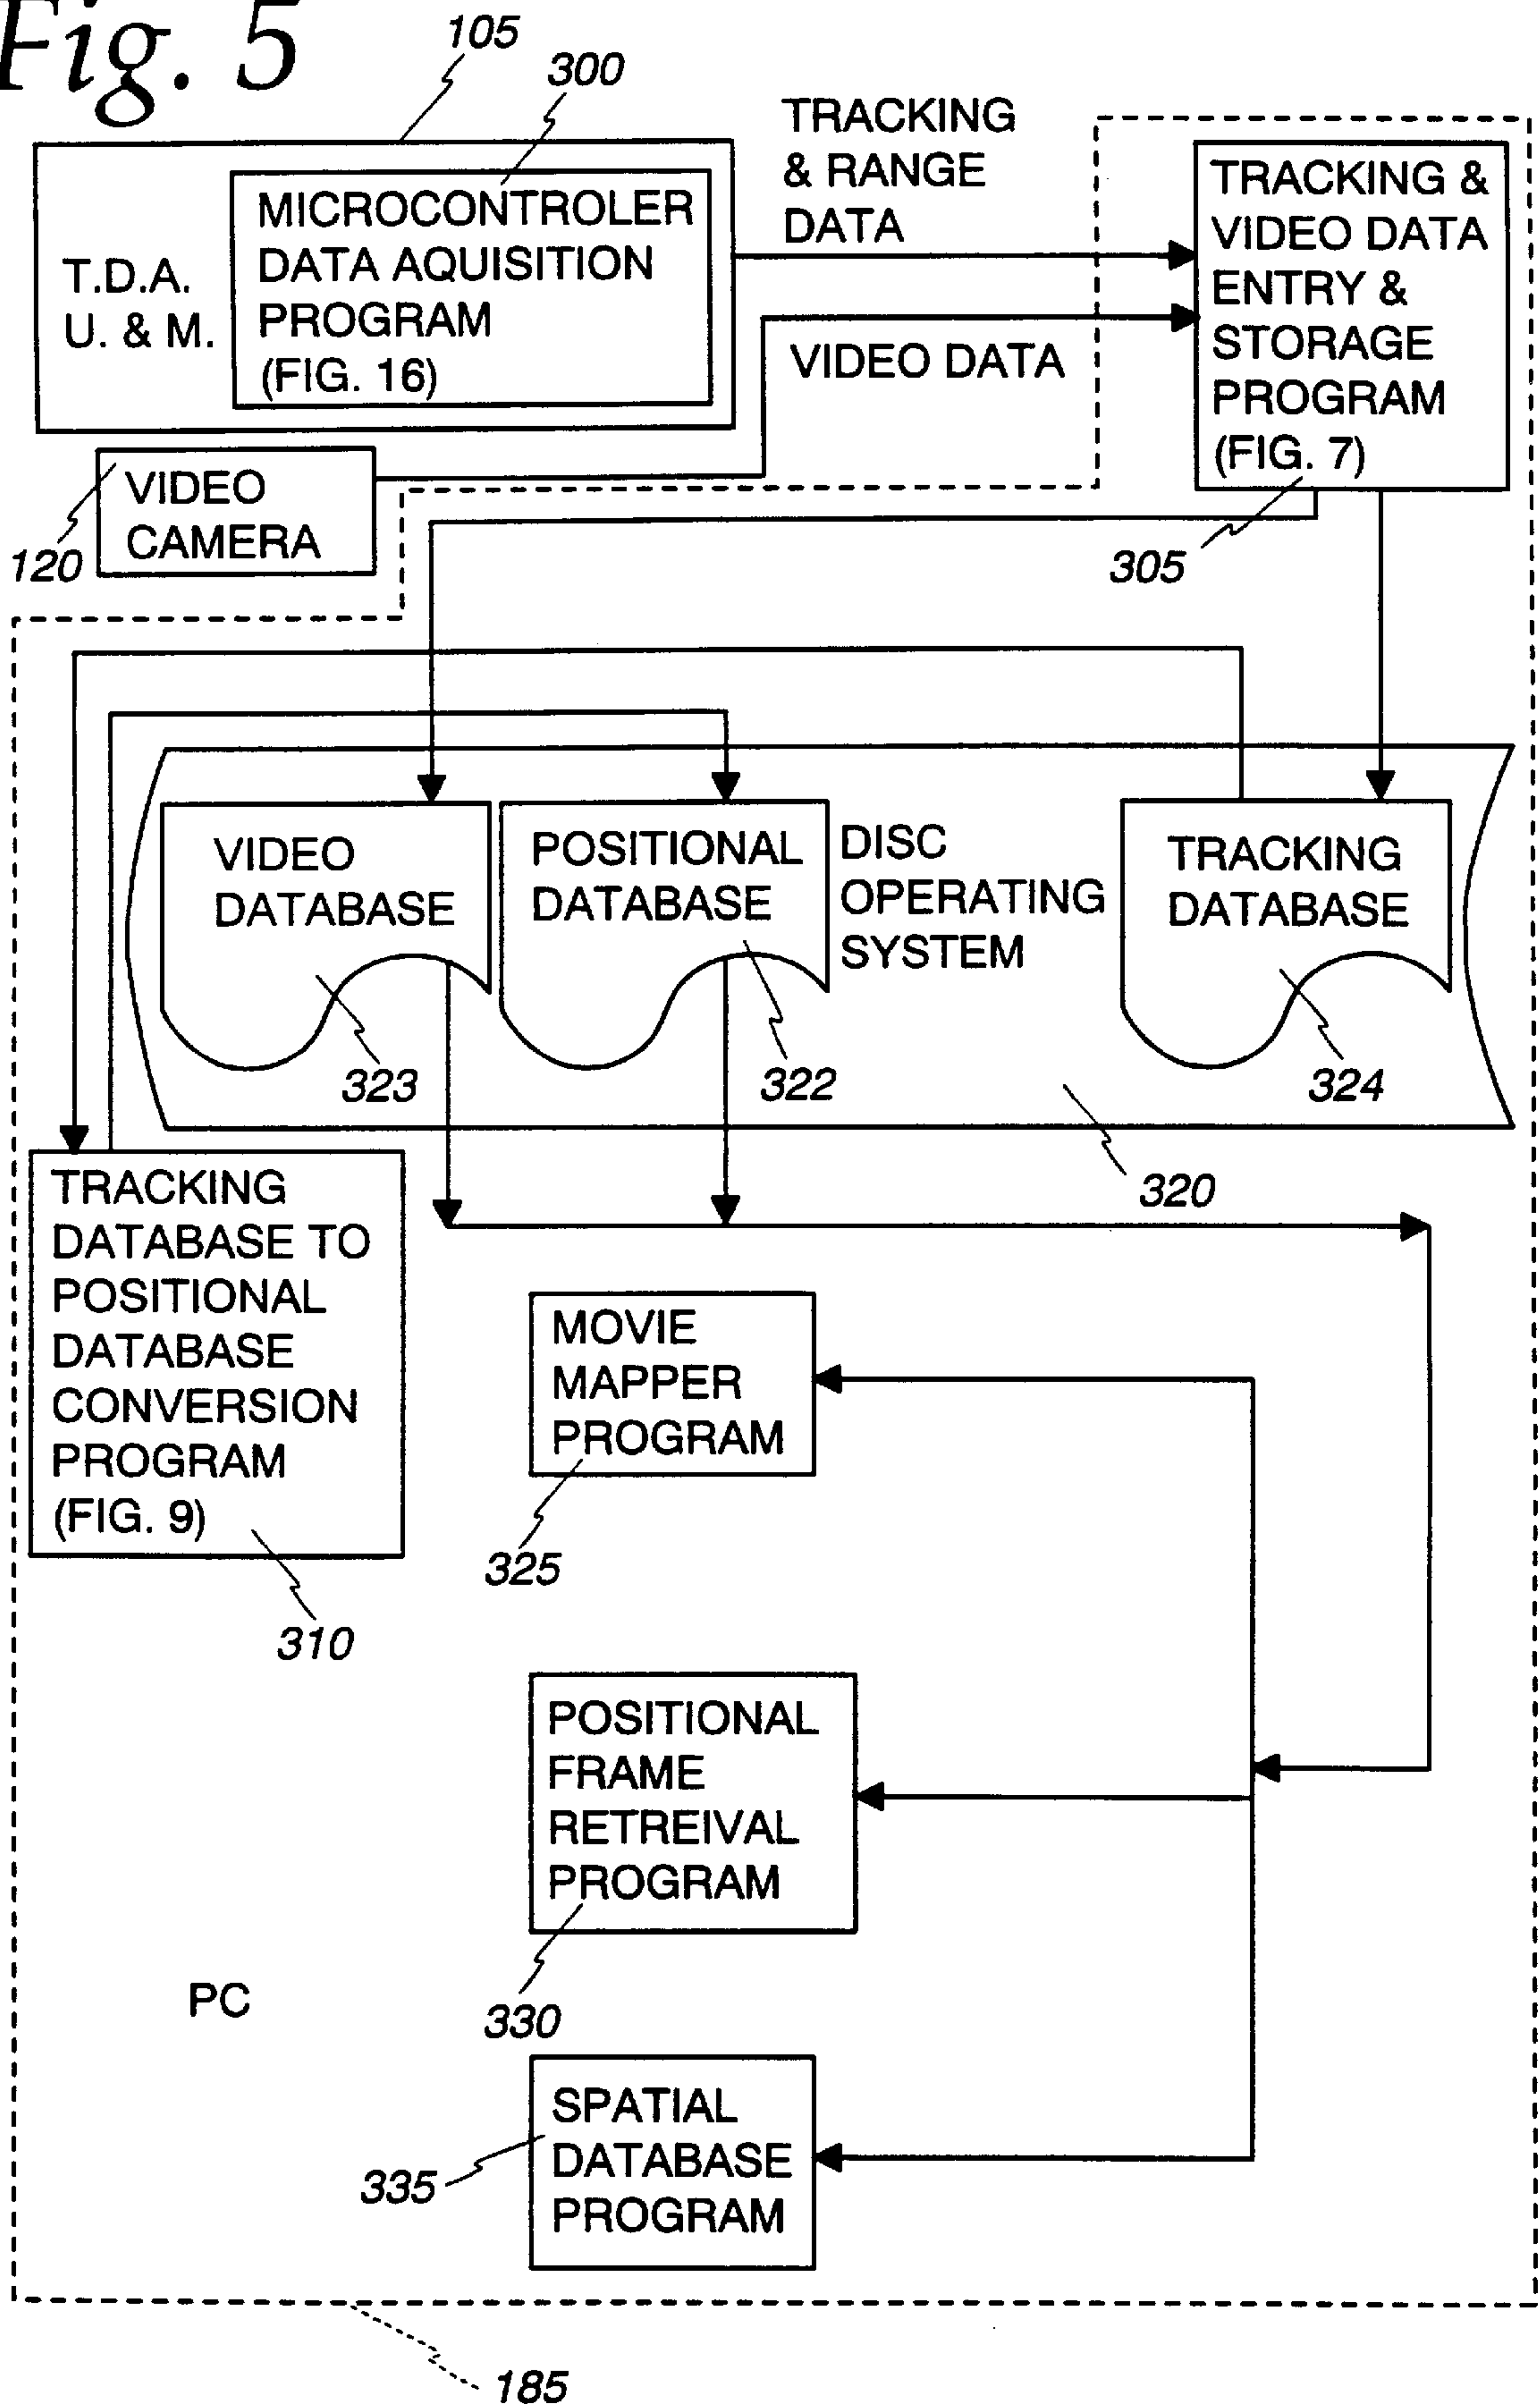 Fig. 5
105
300
T.D.A.
U. & M.
MICROCONTROLER
DATA AQUISITION
PROGRAM
(FIG. 16)
TRACKING
& RANGE
DATA
VIDEO DATA
TRACKING &
VIDEO DATA
ENTRY &
STORAGE
PROGRAM
(FIG. 7)
305
VIDEO
CAMERA
120
VIDEO
DATABASE
323
POSITIONAL
DATABASE
322
DISC
OPERATING
SYSTEM
TRACKING
DATABASE
324
320
TRACKING
DATABASE TO
POSITIONAL
DATABASE
CONVERSION
PROGRAM
(FIG. 9)
310
MOVIE
MAPPER
PROGRAM
325
POSITIONAL
FRAME
RETREIVAL
PROGRAM
330
PC
SPATIAL
DATABASE
PROGRAM
335
185